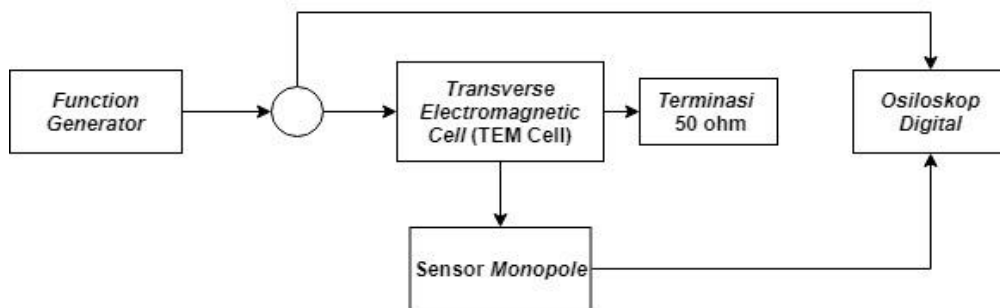 Function
Generator
Transverse
Electromagnetic
Cell (TEM Cell)
Terminasi
50 ohm
Osiloskop
Digital
Sensor Monopole